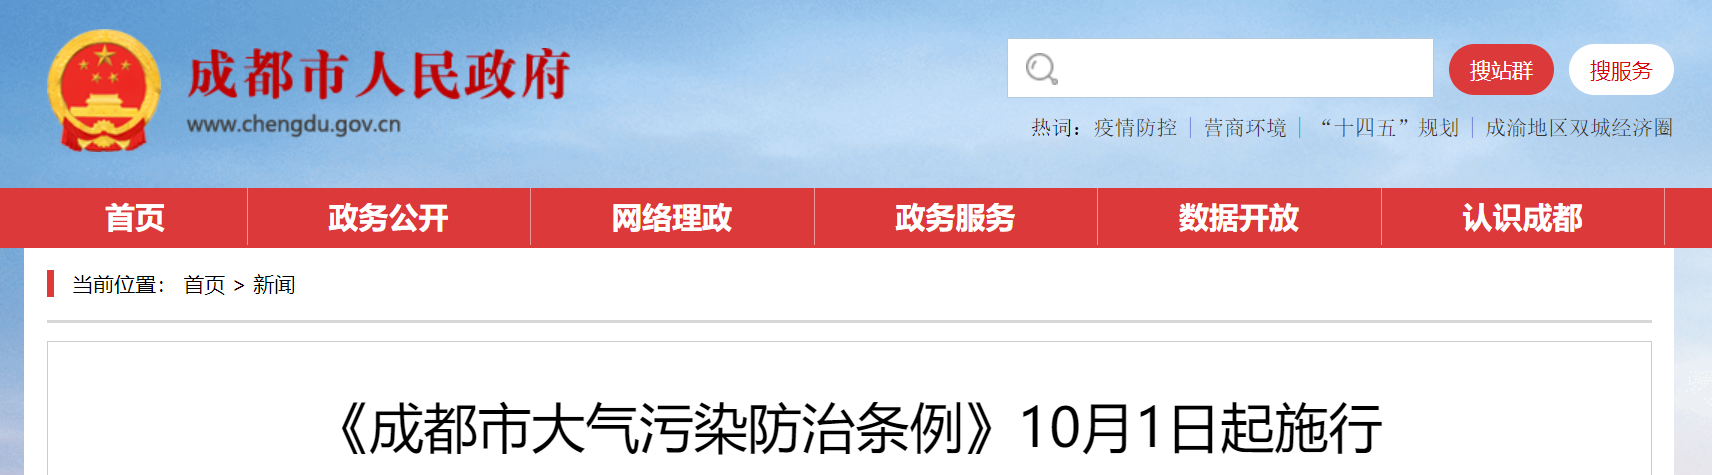 成都市人民政府
www.chengdu.gov.cn
搜站群
搜服务
热词：疫情防控 | 营商环境 | “十四五”规划 | 成渝地区双城经济圈
首页 政务公开 网络理政 政务服务 数据开放 认识成都
当前位置： 首页 > 新闻
《成都市大气污染防治条例》10月1日起施行